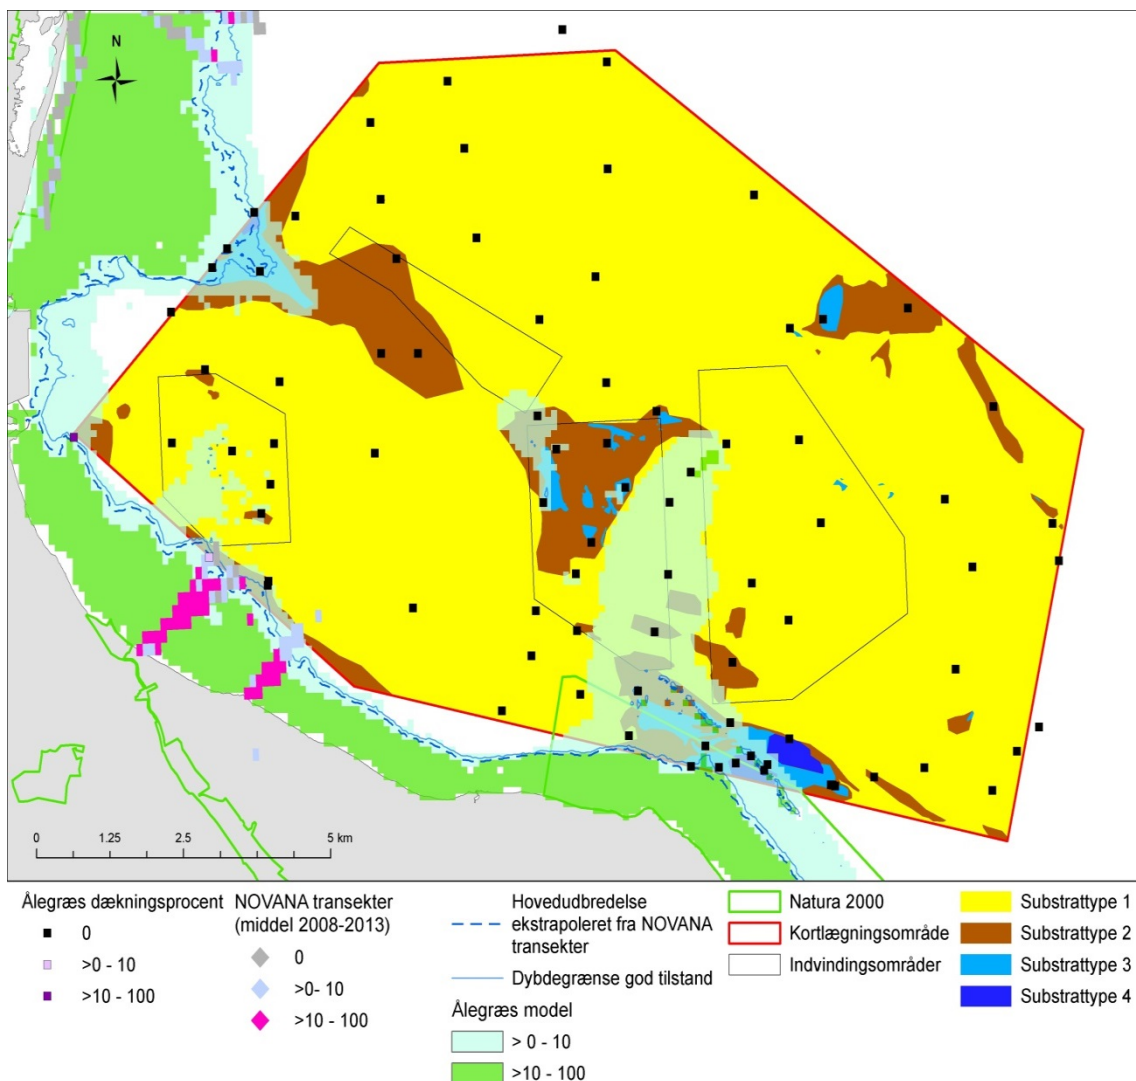 N
0
1.25
2.5
5 km
Ålegræs dækningsprocent
0
>0 - 10
>10 - 100
NOVANA transekter
(middel 2008-2013)
0
>0- 10
>10 - 100
Hovedudbredelse
ekstrapoleret fra NOVANA
transekter
Dybdegrænse god tilstand
Ålegræs model
> 0 - 10
>10 - 100
Natura 2000
Kortlægningsområde
Indvindingsområder
Substrattype 1
Substrattype 2
Substrattype 3
Substrattype 4